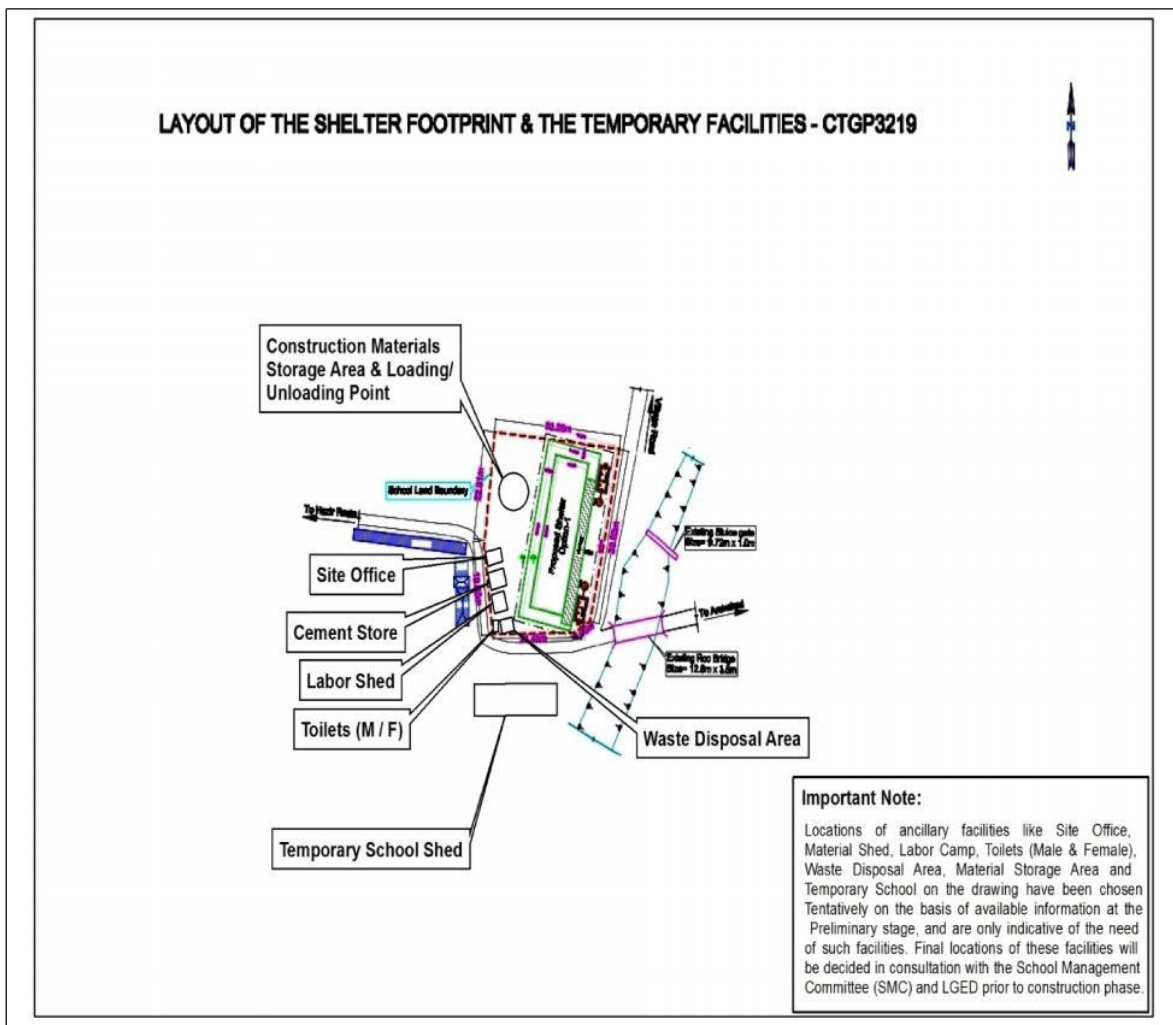 LAYOUT OF THE SHELTER FOOTPRINT & THE TEMPORARY FACILITIES - CTGP3219
N
Construction Materials
Storage Area & Loading/
Unloading Point
Village Road
School Land Boundary
Proposed Shelter
Option-1
Site Office
Cement Store
Labor Shed
Toilets (M / F)
Waste Disposal Area
Temporary School Shed
Important Note:
Locations of ancillary facilities like Site Office,
Material Shed, Labor Camp, Toilets (Male & Female),
Waste Disposal Area, Material Storage Area and
Temporary School on the drawing have been chosen
Tentatively on the basis of available information at the
Preliminary stage, and are only indicative of the need
of such facilities. Final locations of these facilities will
be decided in consultation with the School Management
Committee (SMC) and LGED prior to construction phase.